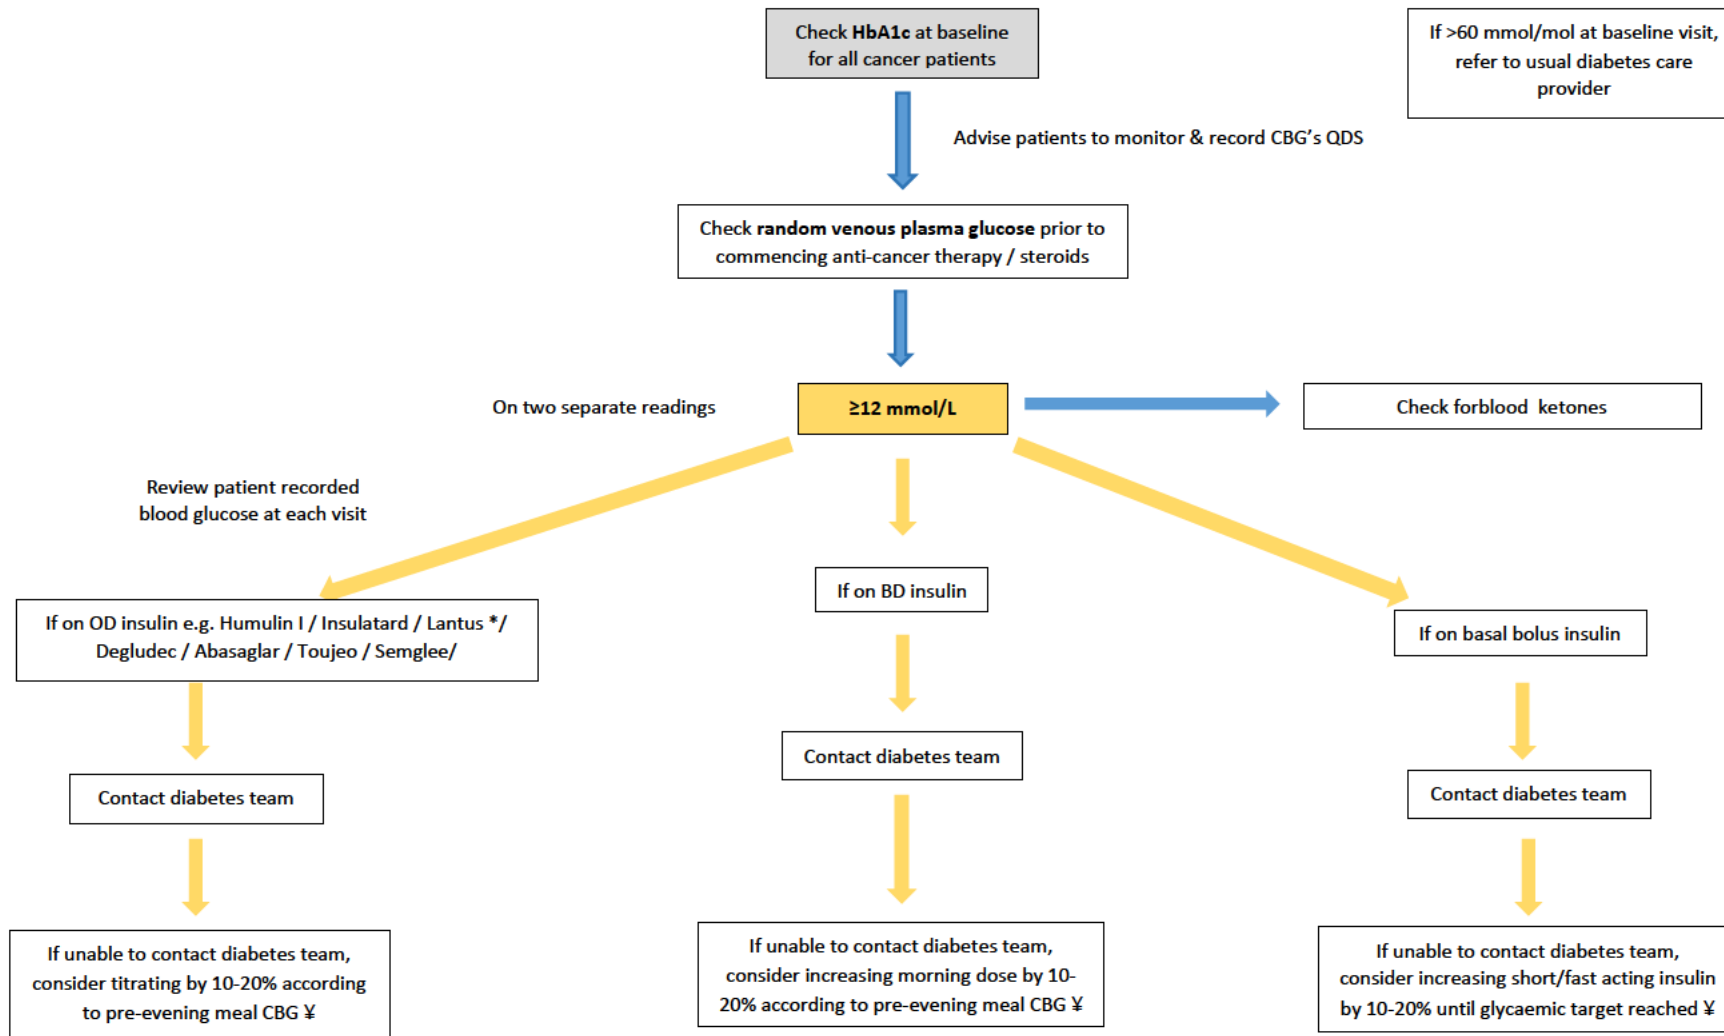 Check HbA1c at baseline
for all cancer patients
If >60 mmol/mol at baseline visit,
refer to usual diabetes care
provider
Advise patients to monitor & record CBG's QDS
Check random venous plasma glucose prior to
commencing anti-cancer therapy / steroids
On two separate readings
≥12 mmol/L
Check forblood ketones
Review patient recorded
blood glucose at each visit
If on OD insulin e.g. Humulin I / Insulatard / Lantus */
Degludec / Abasaglar / Toujeo / Semglee/
If on BD insulin
If on basal bolus insulin
Contact diabetes team
Contact diabetes team
Contact diabetes team
If unable to contact diabetes team,
consider titrating by 10-20% according
to pre-evening meal CBG ¥
If unable to contact diabetes team,
consider increasing morning dose by 10-
20% according to pre-evening meal CBG ¥
If unable to contact diabetes team,
consider increasing short/fast acting insulin
by 10-20% until glycaemic target reached ¥